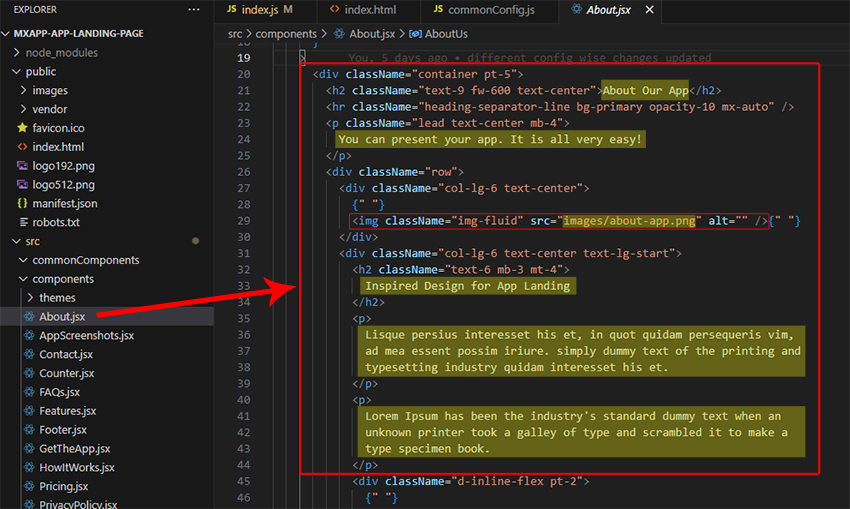 EXPLORER
···
MXAPP-APP-LANDING-PAGE
node_modules
public
images
vendor
favicon.ico
index.html
logo192.png
logo512.png
manifest.json
robots.txt
src
commonComponents
components
themes
About.jsx
AppScreenshots.jsx
Contact.jsx
Counter.jsx
FAQs.jsx
Features.jsx
Footer.jsx
GetTheApp.jsx
HowItWorks.jsx
Pricing.jsx
PrivacyPolicy.jsx
JS index.js M
<> index.html
JS commonConfig.js
About.jsx ×
src > components > About.jsx > AboutUs
18 }
19 > You, 5 days ago • different config wise changes updated
20 <div className="container pt-5">
21 <h2 className="text-9 fw-600 text-center">About Our App</h2>
22 <hr className="heading-separator-line bg-primary opacity-10 mx-auto" />
23 <p className="lead text-center mb-4">
24 You can present your app. It is all very easy!
25 </p>
26 <div className="row">
27 <div className="col-lg-6 text-center">
28 {" "}
29 <img className="img-fluid" src="images/about-app.png" alt="" />{" "}
30 </div>
31 <div className="col-lg-6 text-center text-lg-start">
32 <h2 className="text-6 mb-3 mt-4">
33 Inspired Design for App Landing
34 </h2>
35 <p>
36 Lisque persius interesset his et, in quot quidam persequeris vim,
37 ad mea essent possim iriure. simply dummy text of the printing and
38 typesetting industry quidam interesset his et.
39 </p>
40 <p>
41 Lorem Ipsum has been the industry's standard dummy text when an
42 unknown printer took a galley of type and scrambled it to make a
43 type specimen book.
44 </p>
45 <div className="d-inline-flex pt-2">
46 {" "}